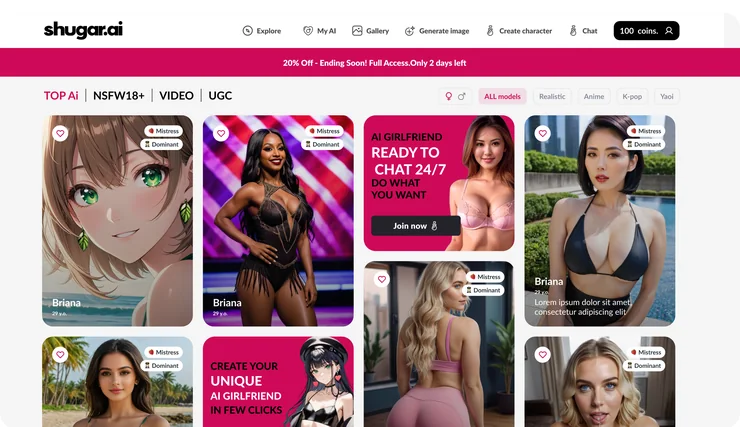 shugar.ai
Explore
My AI
Gallery
Generate image
Create character
Chat
100 coins.
20% Off - Ending Soon! Full Access.Only 2 days left
TOP Ai
NSFW18+
VIDEO
UGC
ALL models
Realistic
Anime
K-pop
Yaoi
Mistress
Dominant
Briana
29 y.o.
Mistress
Dominant
Briana
29 y.o.
AI GIRLFRIEND
READY TO
CHAT 24/7
DO WHAT
YOU WANT
Join now
Mistress
Dominant
Briana
29 y.o.
Lorem ipsum dolor sit amet,
consectetur adipiscing elit
Mistress
Dominant
Mistress
Dominant
CREATE YOUR
UNIQUE
AI GIRLFRIEND
IN FEW CLICKS
Mistress
Dominant